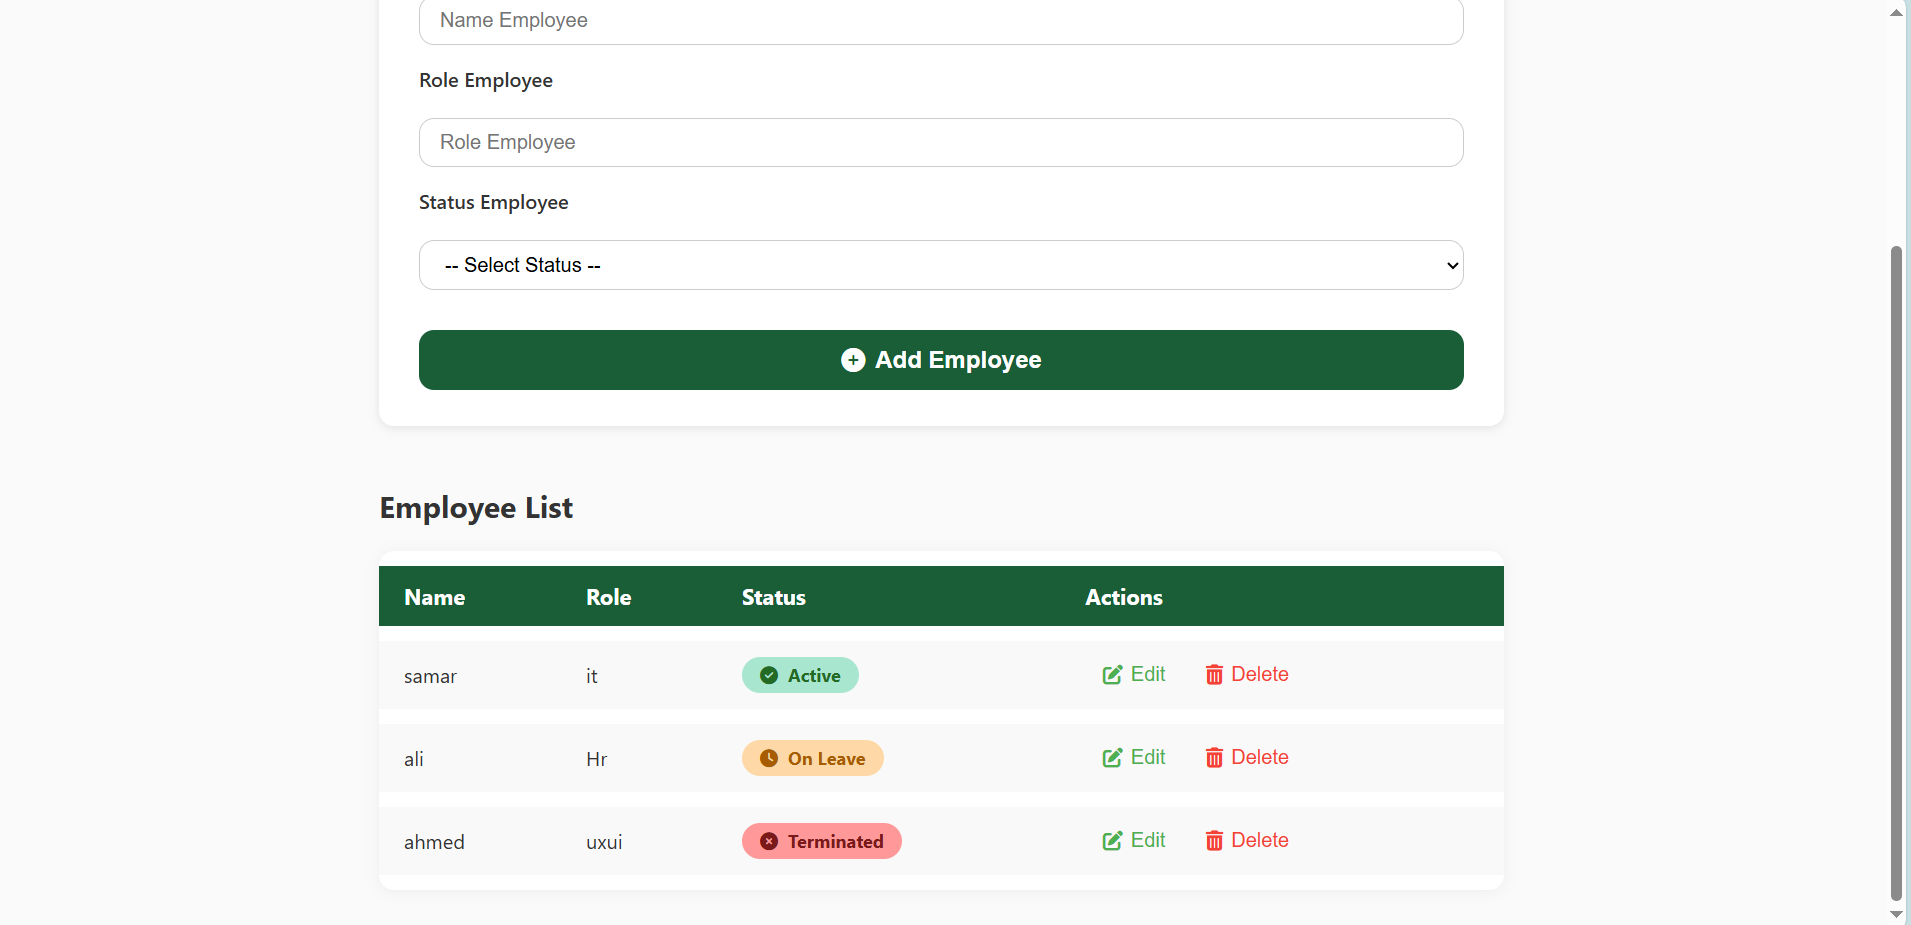 Name Employee
Role Employee
Role Employee
Status Employee
-- Select Status --
Add Employee
Employee List
Name Role Status Actions
samar it Active Edit Delete
ali Hr On Leave Edit Delete
ahmed uxui Terminated Edit Delete